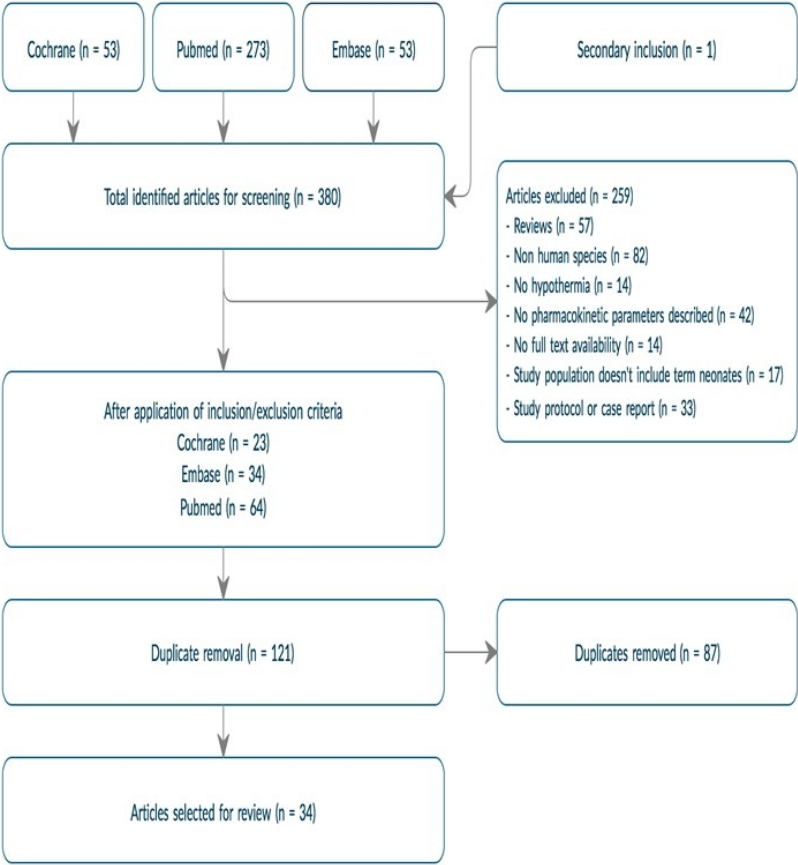 Cochrane (n = 53)
Pubmed (n = 273)
Embase (n = 53)
Secondary inclusion (n = 1)
Total identified articles for screening (n = 380)
Articles excluded (n = 259)
- Reviews (n = 57)
- Non human species (n = 82)
- No hypothermia (n = 14)
- No pharmacokinetic parameters described (n = 42)
- No full text availability (n = 14)
- Study population doesn't include term neonates (n = 17)
- Study protocol or case report (n = 33)
After application of inclusion/exclusion criteria
Cochrane (n = 23)
Embase (n = 34)
Pubmed (n = 64)
Duplicate removal (n = 121)
Duplicates removed (n = 87)
Articles selected for review (n = 34)